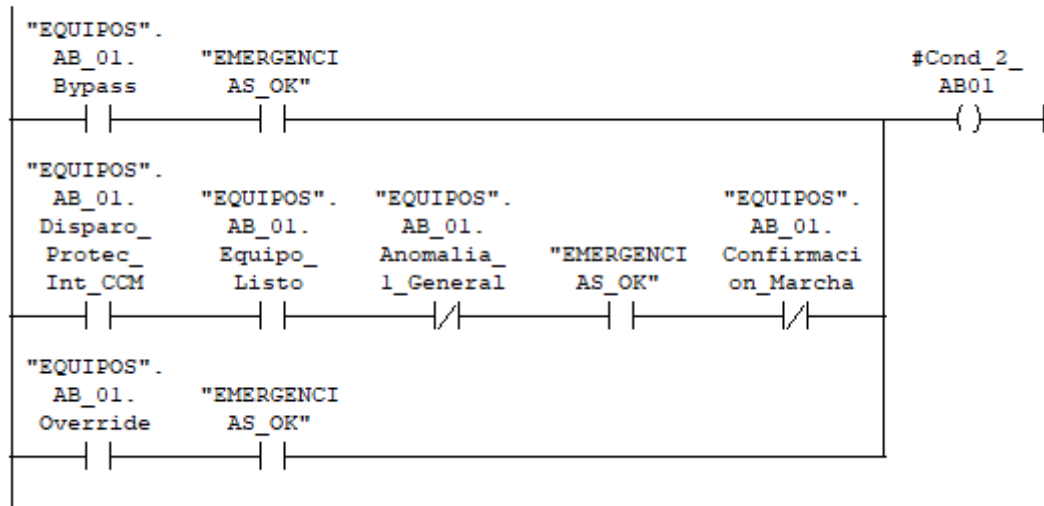 "EQUIPOS".
AB_01.
Bypass
"EMERGENCI
AS_OK"
#Cond_2_
AB01
"EQUIPOS".
AB_01.
Disparo_
Protec_
Int_CCM
"EQUIPOS".
AB_01.
Equipo_
Listo
"EQUIPOS".
AB_01.
Anomalia_
1_General
"EMERGENCI
AS_OK"
"EQUIPOS".
AB_01.
Confirmaci
on_Marcha
"EQUIPOS".
AB_01.
Override
"EMERGENCI
AS_OK"